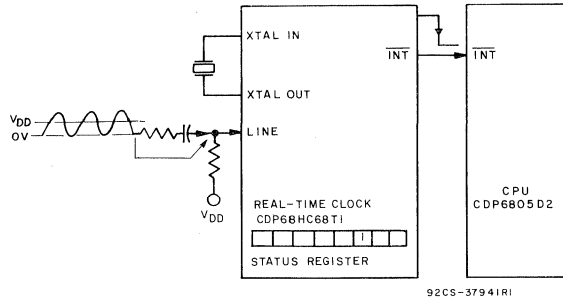 XTAL IN
INT
INT
XTAL OUT
VDD
0V
LINE
VDD
REAL-TIME CLOCK
CDP68HC68T1
1
STATUS REGISTER
CPU
CDP6805D2
92CS-37941R1